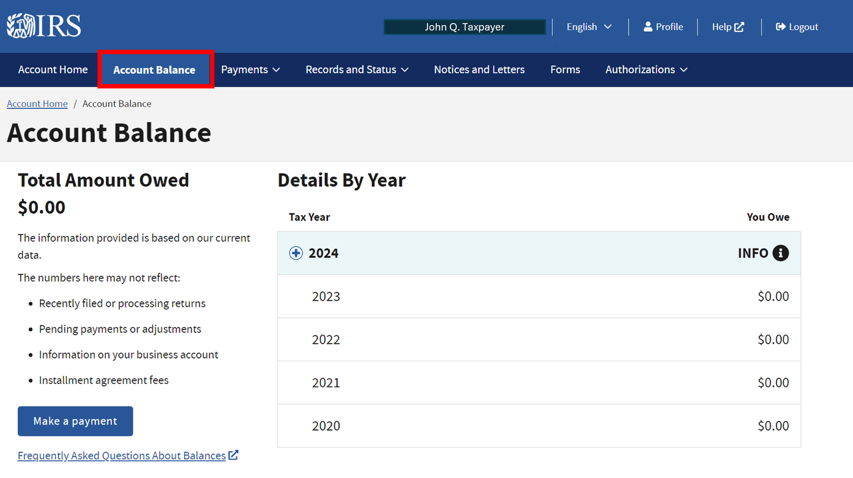 IRS
John Q. Taxpayer
English
Profile
Help
Logout
Account Home
Account Balance
Payments
Records and Status
Notices and Letters
Forms
Authorizations
Account Home / Account Balance
Account Balance
Total Amount Owed
$0.00
The information provided is based on our current
data.
The numbers here may not reflect:
• Recently filed or processing returns
• Pending payments or adjustments
• Information on your business account
• Installment agreement fees
Make a payment
Frequently Asked Questions About Balances
Details By Year
Tax Year You Owe
2024 INFO
2023 $0.00
2022 $0.00
2021 $0.00
2020 $0.00